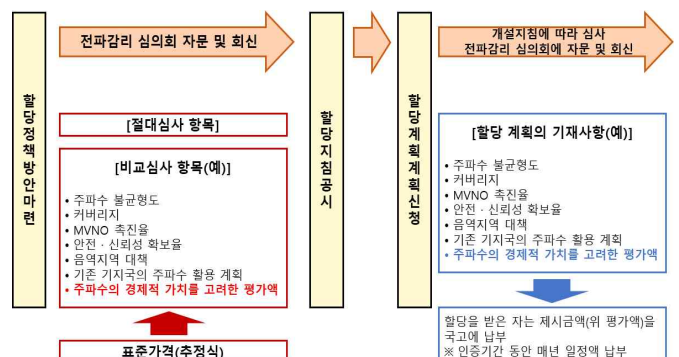 할당정책방안마련
전파감리 심의회 자문 및 회신
[절대심사 항목]
[비교심사 항목(예)]
• 주파수 불균형도
• 커버리지
• MVNO 촉진율
• 안전 · 신뢰성 확보율
• 음역지역 대책
• 기존 기지국의 주파수 활용 계획
• 주파수의 경제적 가치를 고려한 평가액
표준가격(추정식)
할당지침공시
할당계획계획신청
개설지침에 따라 심사
전파감리 심의회에 자문 및 회신
[할당 계획의 기재사항(예)]
• 주파수 불균형도
• 커버리지
• MVNO 촉진율
• 안전 · 신뢰성 확보율
• 음역지역 대책
• 기존 기지국의 주파수 활용 계획
• 주파수의 경제적 가치를 고려한 평가액
할당을 받은 자는 제시금액(위 평가액)을
국고에 납부
※ 인증기간 동안 매년 일정액 납부